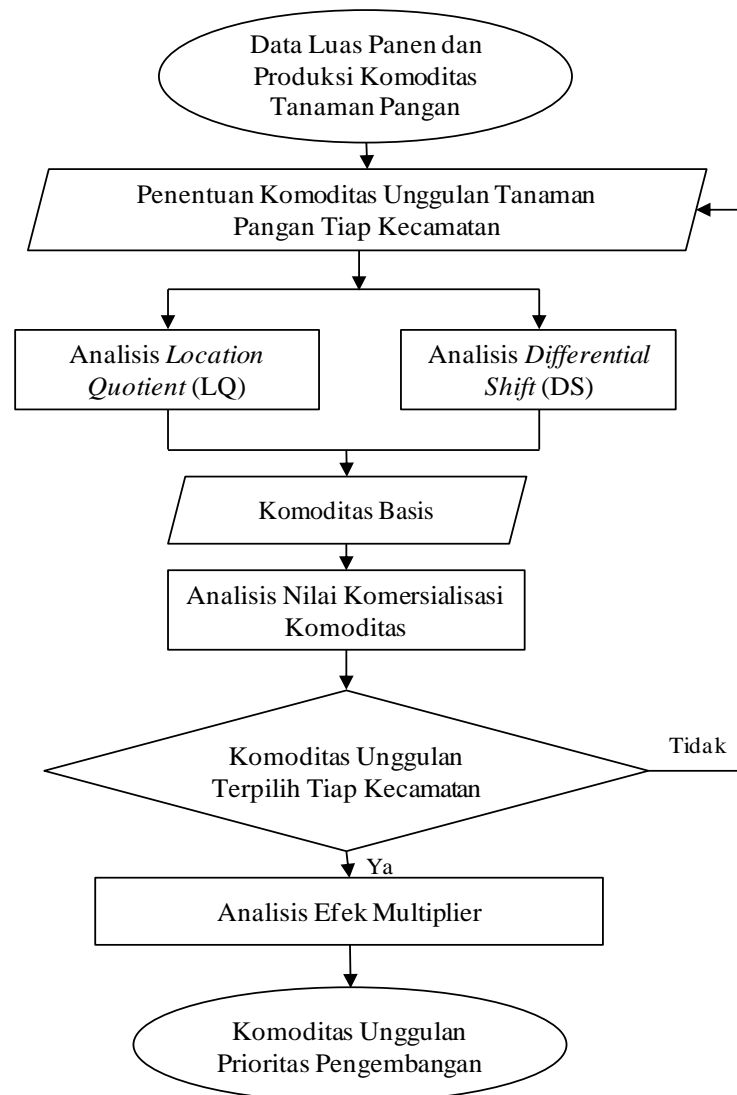 Data Luas Panen dan
Produksi Komoditas
Tanaman Pangan
Penentuan Komoditas Unggulan Tanaman
Pangan Tiap Kecamatan
Analisis Location
Quotient (LQ)
Analisis Differential
Shift (DS)
Komoditas Basis
Analisis Nilai Komersialisasi
Komoditas
Komoditas Unggulan
Terpilih Tiap Kecamatan
Tidak
Ya
Analisis Efek Multiplier
Komoditas Unggulan
Prioritas Pengembangan